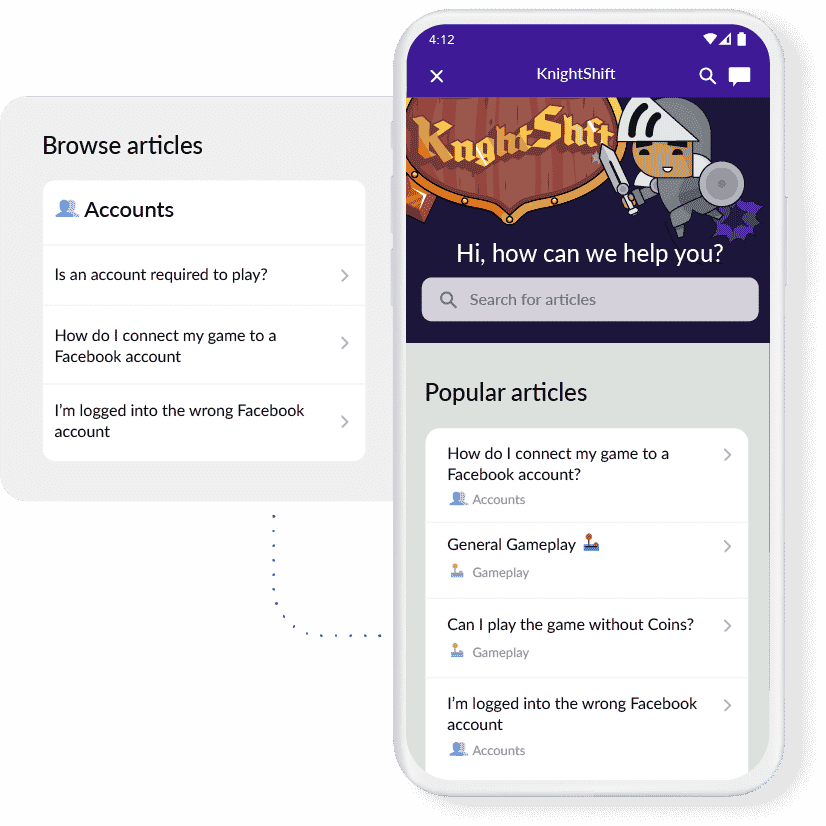 Browse articles
Accounts
Is an account required to play?
How do I connect my game to a
Facebook account
I'm logged into the wrong Facebook
account
4:12
KnightShift
KnghtShft
Hi, how can we help you?
Search for articles
Popular articles
How do I connect my game to a
Facebook account?
Accounts
General Gameplay
Gameplay
Can I play the game without Coins?
Gameplay
I'm logged into the wrong Facebook
account
Accounts